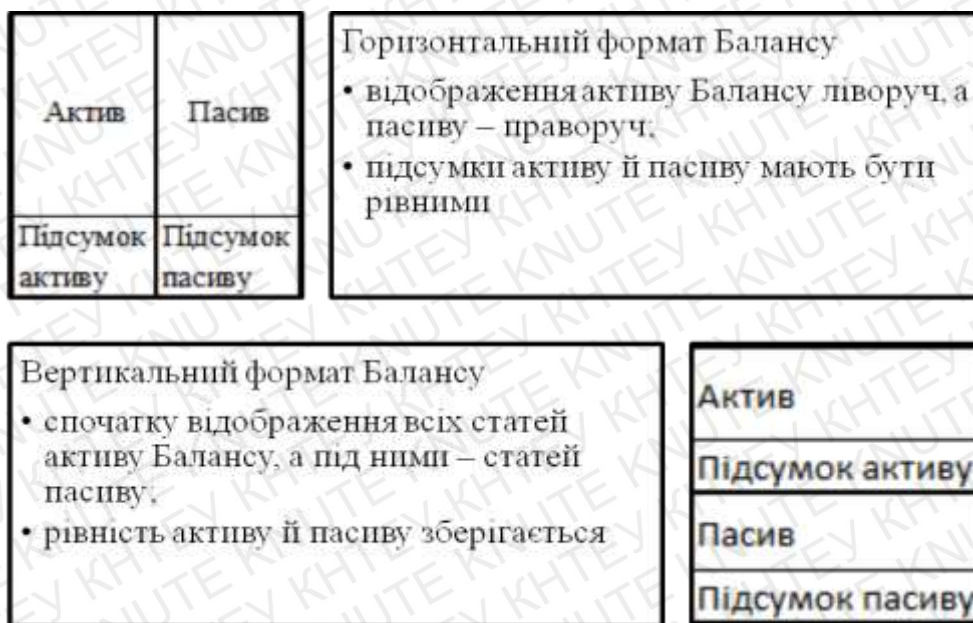 Актив Пасив
Підсумок активу Підсумок пасиву
Горизонтальний формат Балансу
• відображення активу Балансу ліворуч, а
пасиву – праворуч;
• підсумки активу й пасиву мають бути
рівними
Вертикальний формат Балансу
• спочатку відображення всіх статей
активу Балансу, а під ними – статей
пасиву;
• рівність активу й пасиву зберігається
Актив
Підсумок активу
Пасив
Підсумок пасиву